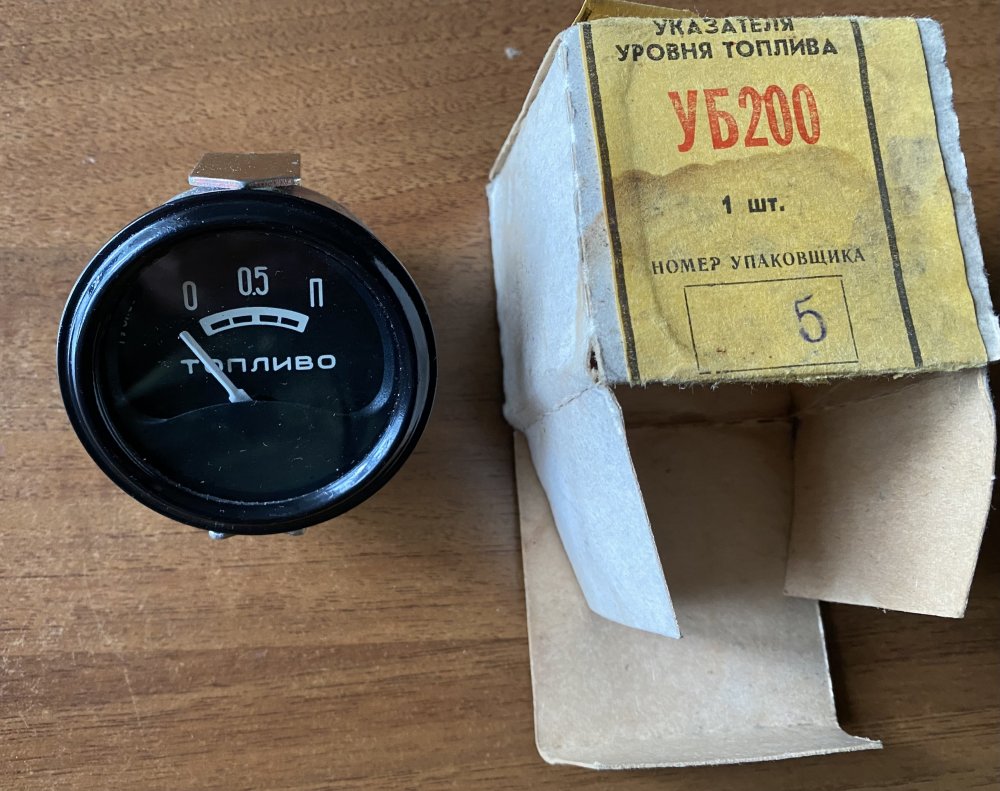 0 0.5 П
ТОПЛИВО
УКАЗАТЕЛЯ
УРОВНЯ ТОПЛИВА
УБ200
1 шт.
НОМЕР УПАКОВЩИКА
5